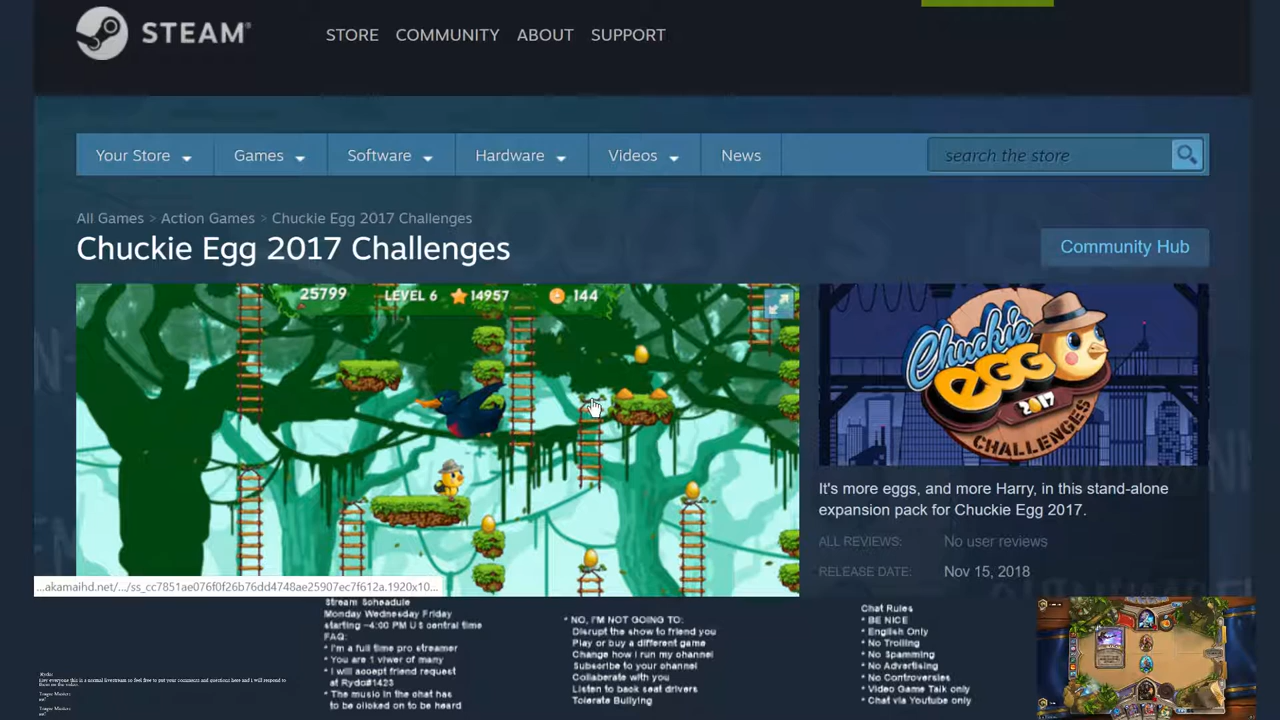 STEAM®
STORE COMMUNITY ABOUT SUPPORT
Your Store Games Software Hardware Videos News search the store
All Games > Action Games > Chuckie Egg 2017 Challenges
Chuckie Egg 2017 Challenges
Community Hub
25799 LEVEL 6 14957 144
Chuckie
EGG
2017
CHALLENGES
It's more eggs, and more Harry, in this stand-alone
expansion pack for Chuckie Egg 2017.
ALL REVIEWS: No user reviews
RELEASE DATE: Nov 15, 2018
...akamaihd.net/.../ss_cc7851ae076f0f26b76dd4748ae25907ec7f612a.1920x10...
Stream Scheadule
Monday Wednesday Friday
starting ~4:00 PM US central time
FAQ:
* I'm a full time pro streamer
* You are 1 viwer of many
* I will accept friend request
at Rydo#1423
* The music in the chat has
to be clicked on to be heard
* NO, I'M NOT GOING TO:
Disrupt the show to friend you
Play or buy a different game
Change how I run my channel
Subscribe to your channel
Collaborate with you
Listen to back seat drivers
Tolerate Bullying
Chat Rules
* BE NICE
* English Only
* No Trolling
* No Spamming
* No Advertising
* No Controversies
* Video Game Talk only
* Chat via Youtube only